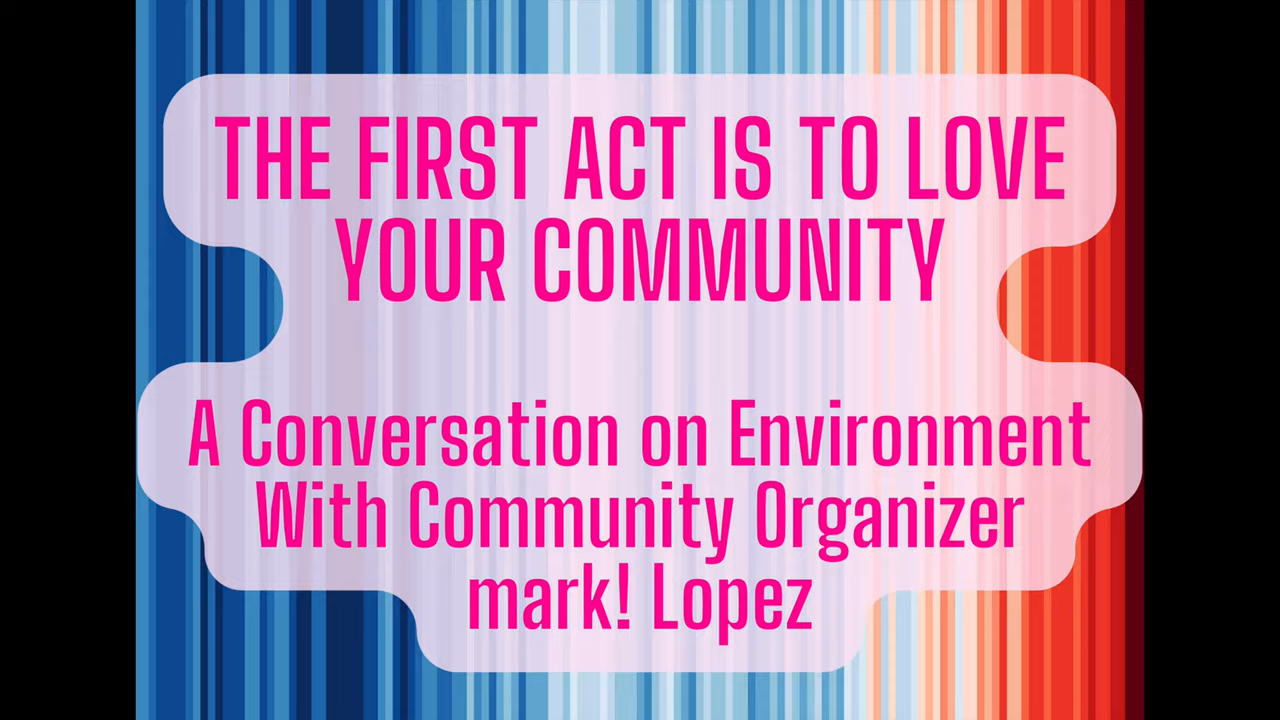 THE FIRST ACT IS TO LOVE
YOUR COMMUNITY
A Conversation on Environment
With Community Organizer
mark! Lopez